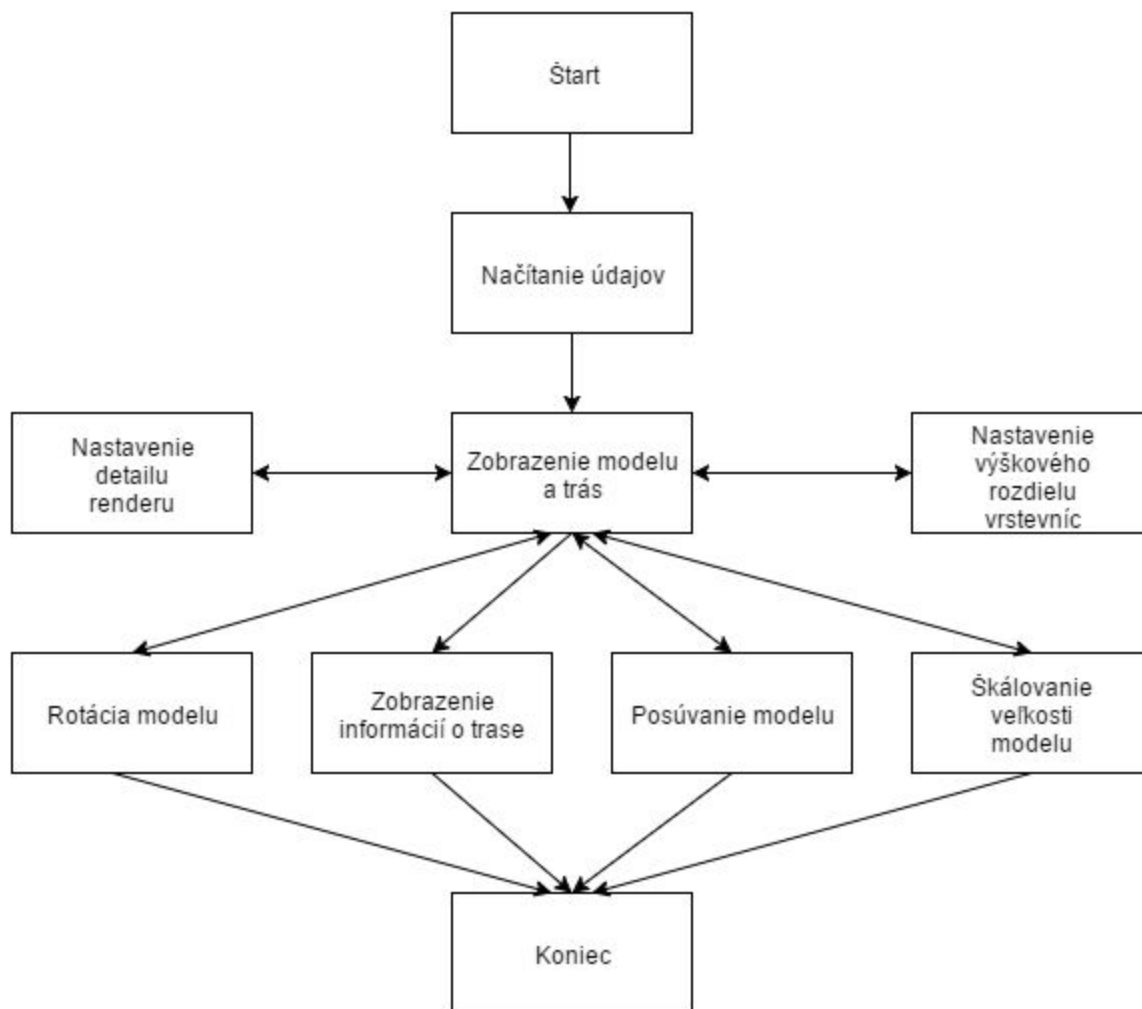 Štart
Načítanie údajov
Nastavenie
detailu
renderu
Zobrazenie modelu
a trás
Nastavenie
výškového
rozdielu
vrstevníc
Rotácia modelu
Zobrazenie
informácií o trase
Posúvanie modelu
Škálovanie
veľkosti
modelu
Koniec